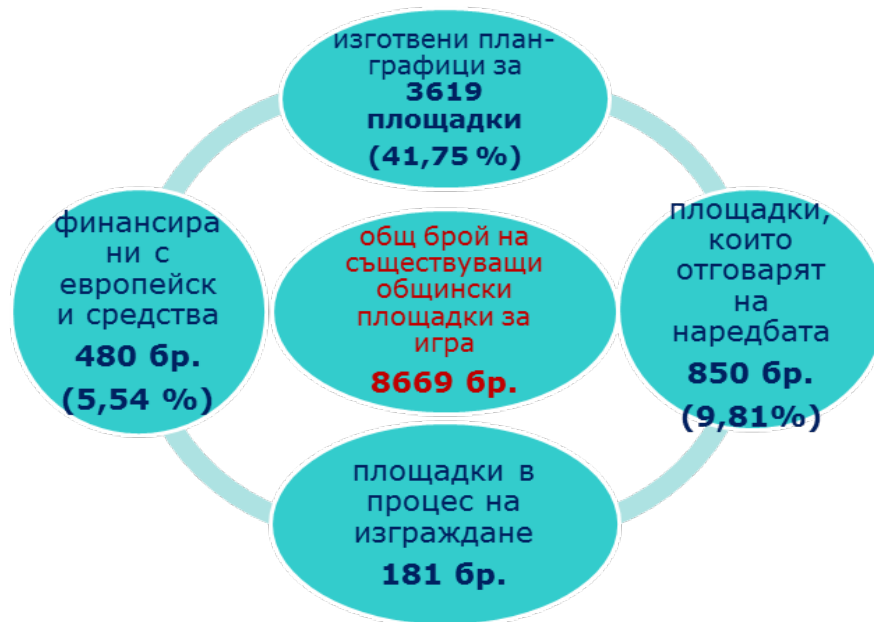 изготвени план-
графици за
3619
площадки
(41,75 %)
финансира
ни с
европейск
и средства
480 бр.
(5,54 %)
общ брой на
съществуващи
общински
площадки за
игра
8669 бр.
площадки,
които
отговарят
на
наредбата
850 бр.
(9,81%)
площадки в
процес на
изграждане
181 бр.